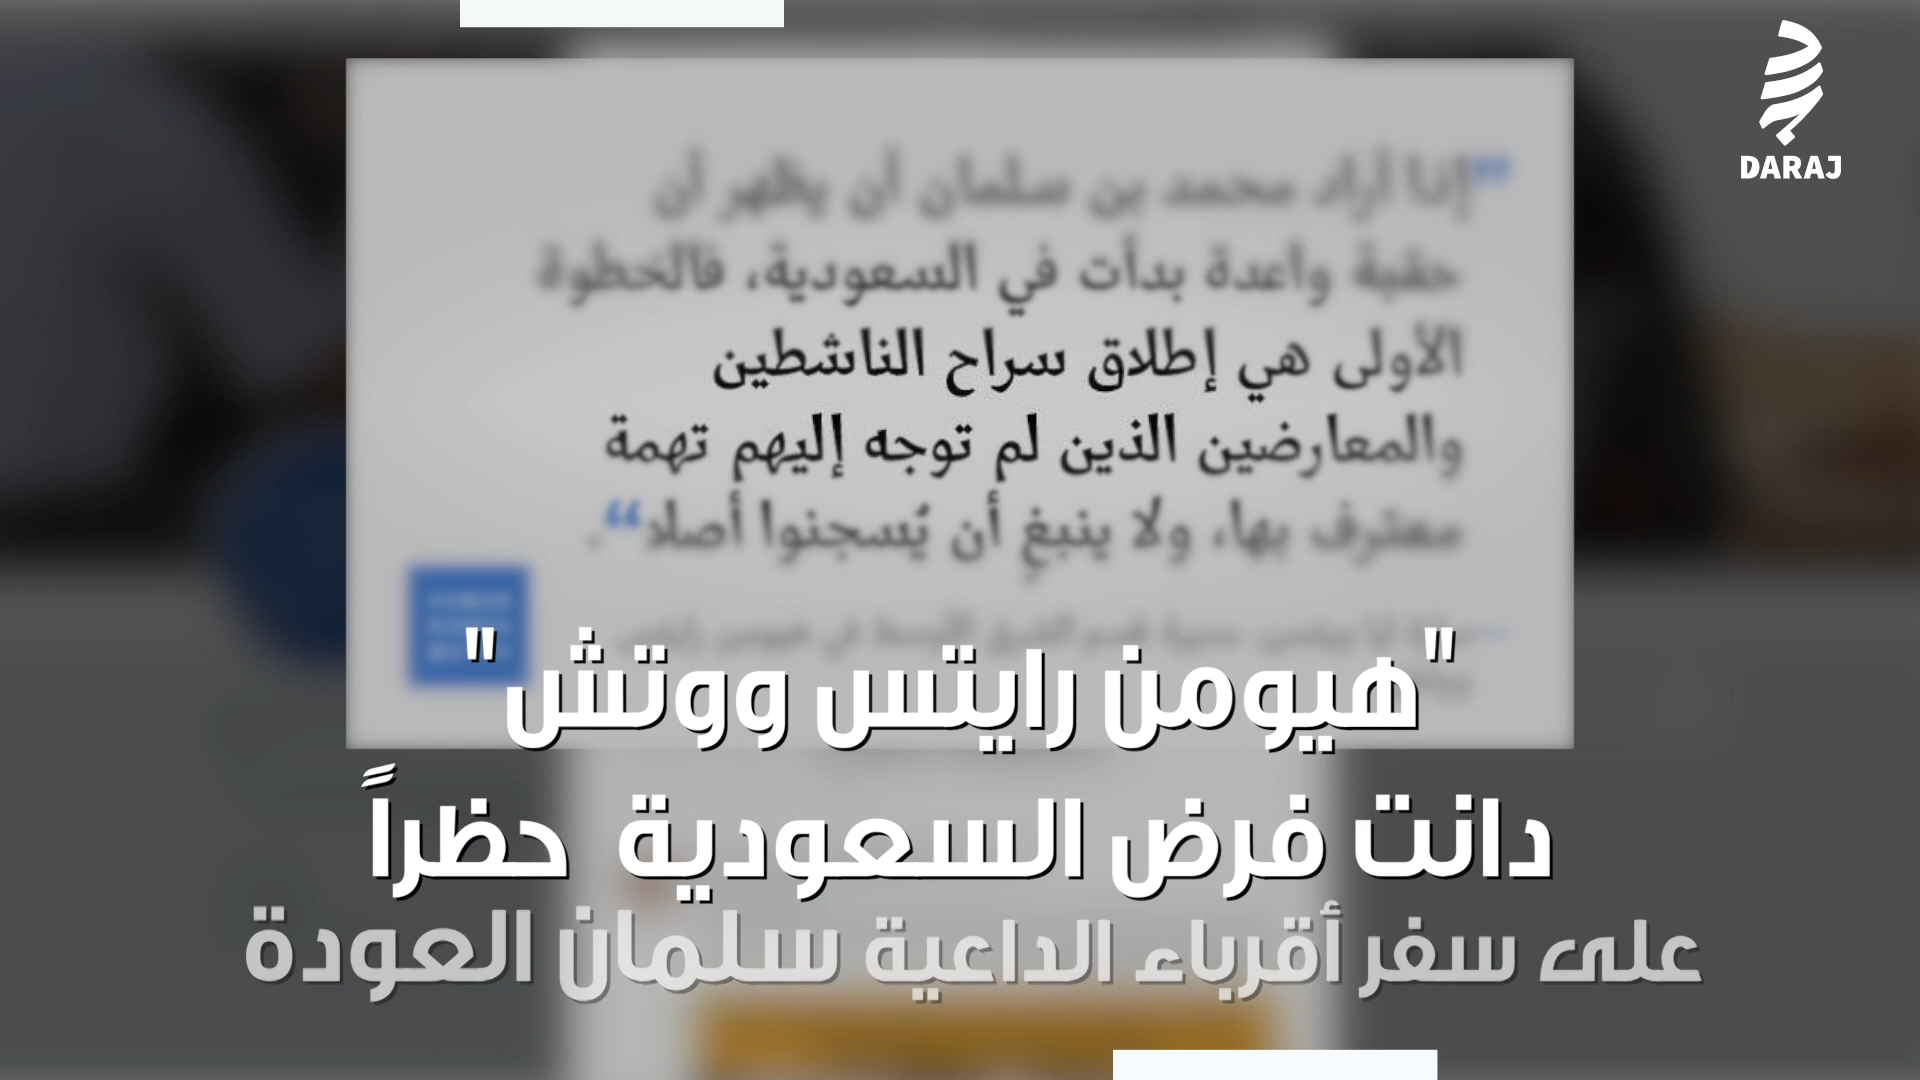 DARAJ
”إذا أراد محمد بن سلمان أن يظهر أن
حقبة واعدة بدأت في السعودية، فالخطوة
الأولى هي إطلاق سراح الناشطين
والمعارضين الذين لم توجه إليهم تهمة
معترف بها، ولا ينبغِ أن يُسجنوا أصلا“.
"هيومن رايتس ووتش"
دانت فرض السعودية حظراً
على سفر أقرباء الداعية سلمان العودة